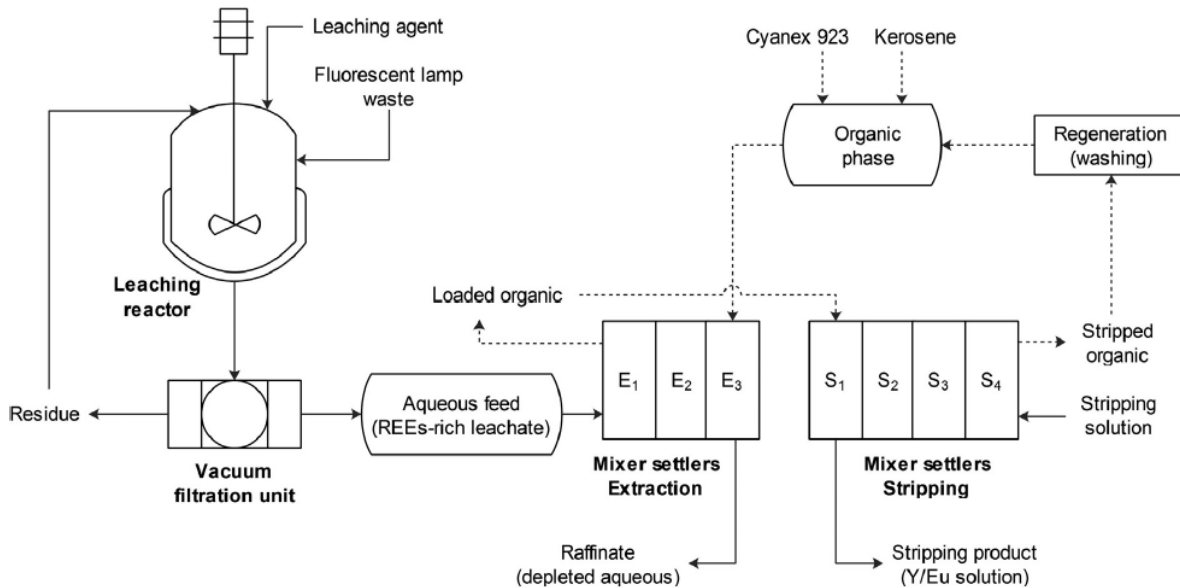 Leaching agent
Fluorescent lamp
waste
Leaching
reactor
Residue
Vacuum
filtration unit
Aqueous feed
(REEs-rich leachate)
Cyanex 923
Kerosene
Organic
phase
Regeneration
(washing)
Loaded organic
E1
E2
E3
Mixer settlers
Extraction
S1
S2
S3
S4
Mixer settlers
Stripping
Stripped
organic
Stripping
solution
Raffinate
(depleted aqueous)
Stripping product
(Y/Eu solution)